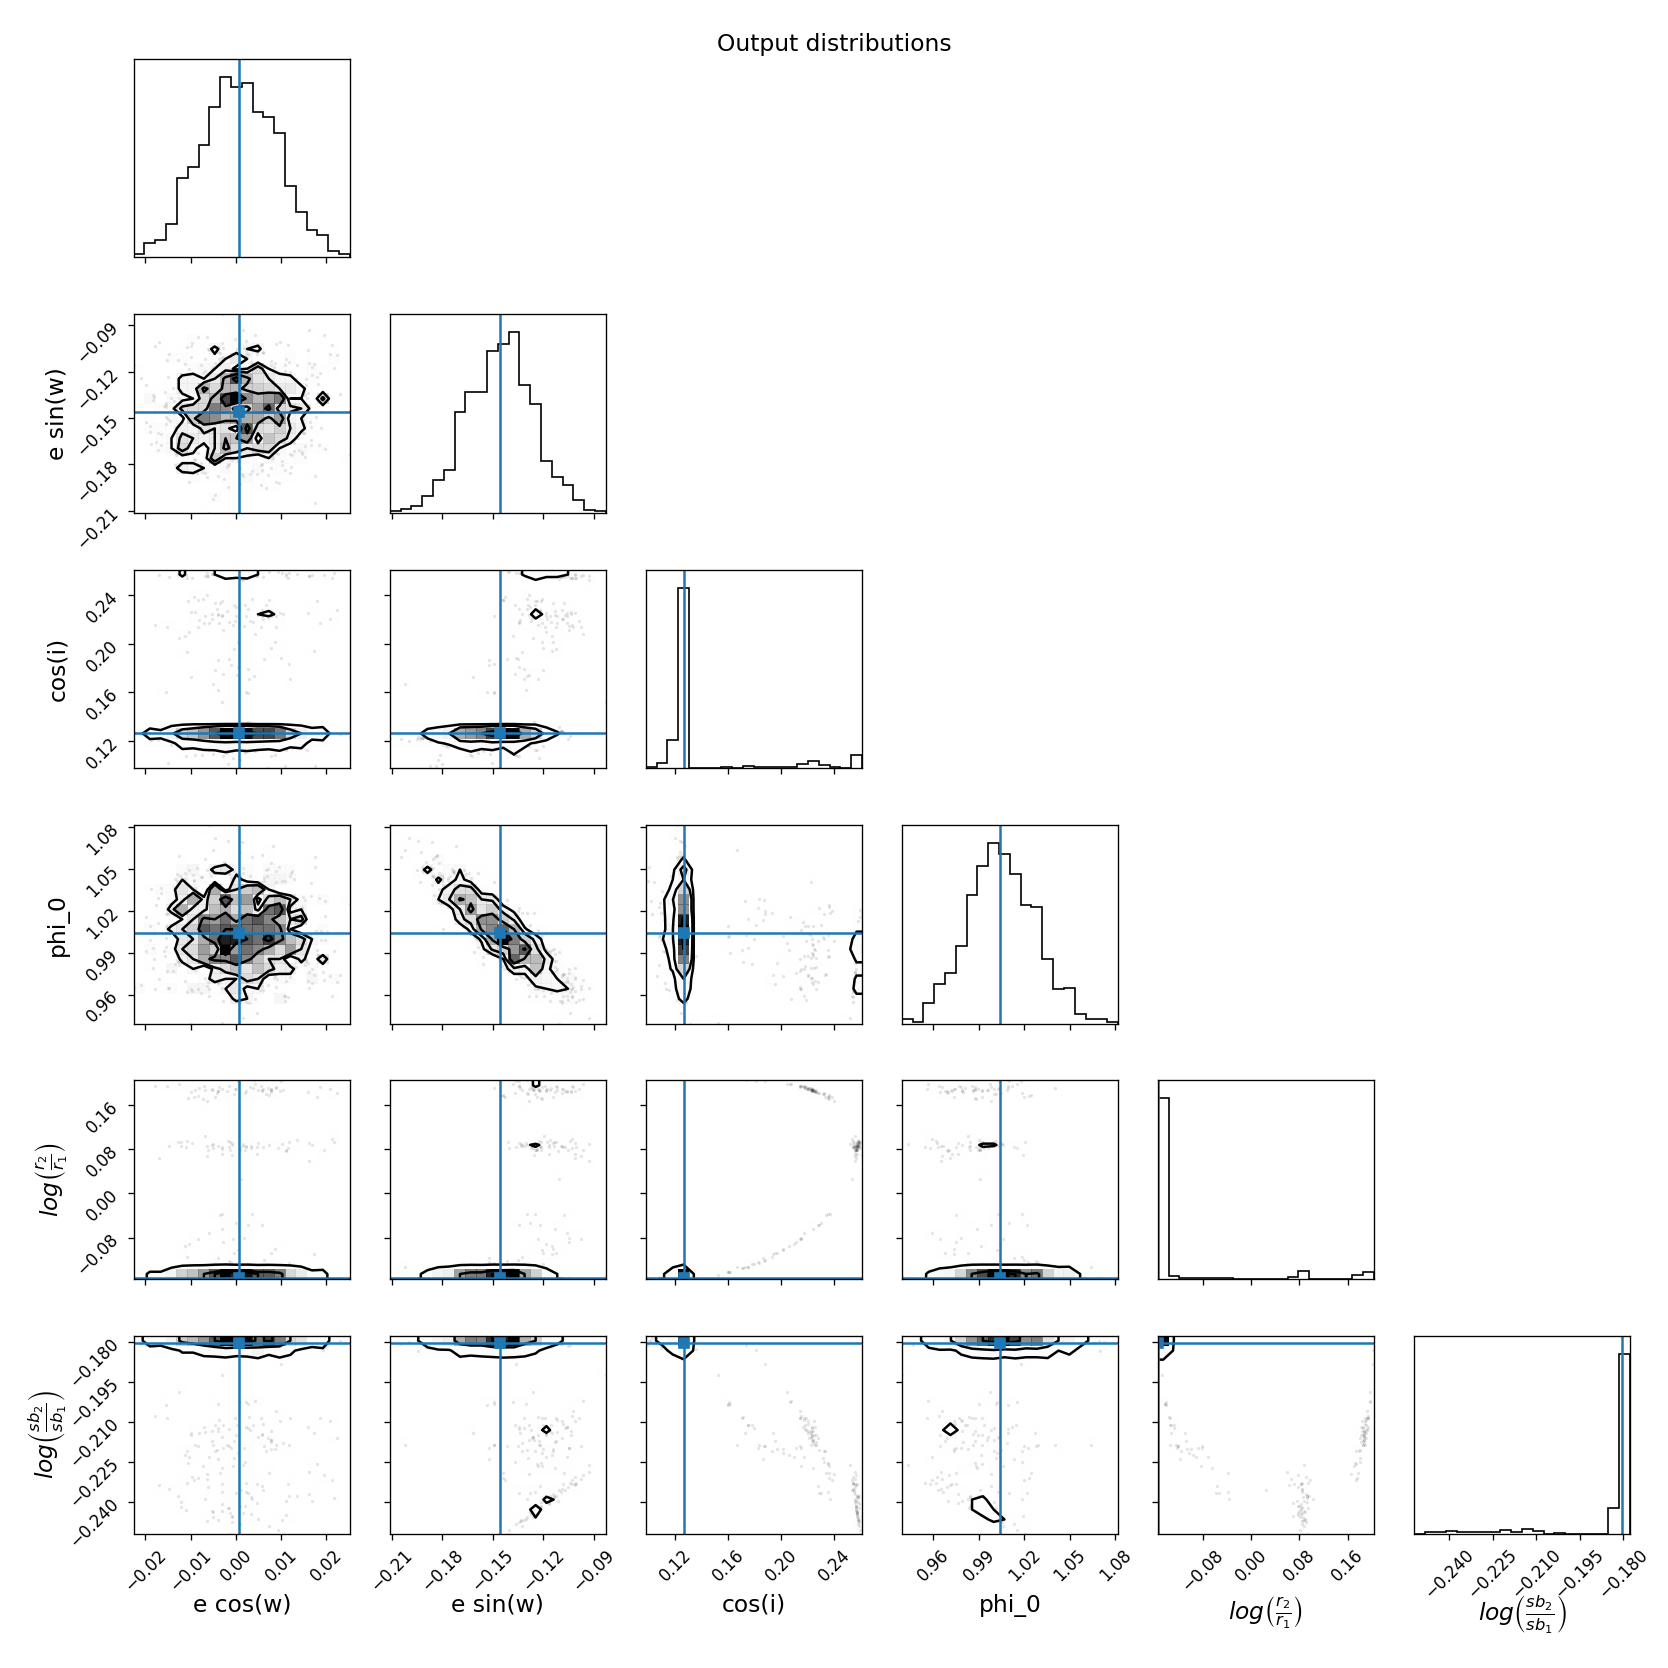 Output distributions
−0.09
−0.12
−0.15
−0.18
−0.21
e sin(w)
0.24
0.20
0.16
0.12
cos(i)
1.08
1.05
1.02
0.99
0.96
phi_0
0.16
0.08
0.00
−0.08
log(r₂/r₁)
−0.180
−0.195
−0.210
−0.225
−0.240
log(sb₂/sb₁)
−0.02 −0.01 0.00 0.01 0.02
e cos(w)
−0.21 −0.18 −0.15 −0.12 −0.09
e sin(w)
0.12 0.16 0.20 0.24
cos(i)
0.96 0.99 1.02 1.05 1.08
phi_0
−0.08 0.00 0.08 0.16
log(r₂/r₁)
−0.240 −0.225 −0.210 −0.195 −0.180
log(sb₂/sb₁)